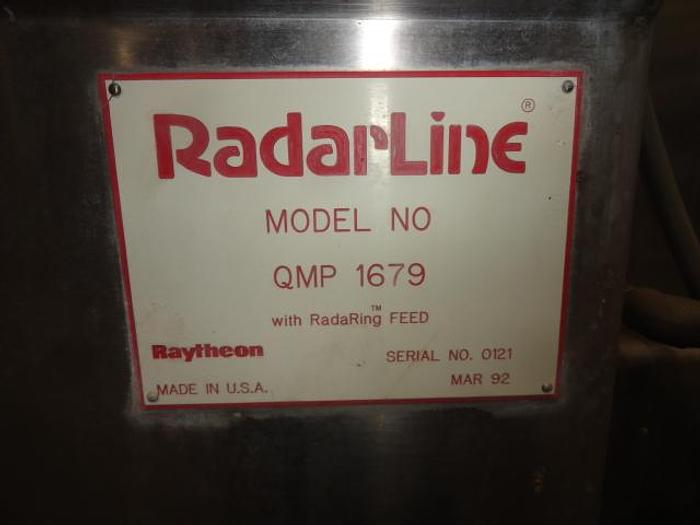 RadarLine ®
MODEL NO
QMP 1679
with RadaRing™ FEED
Raytheon
SERIAL NO. 0121
MADE IN U.S.A.
MAR 92